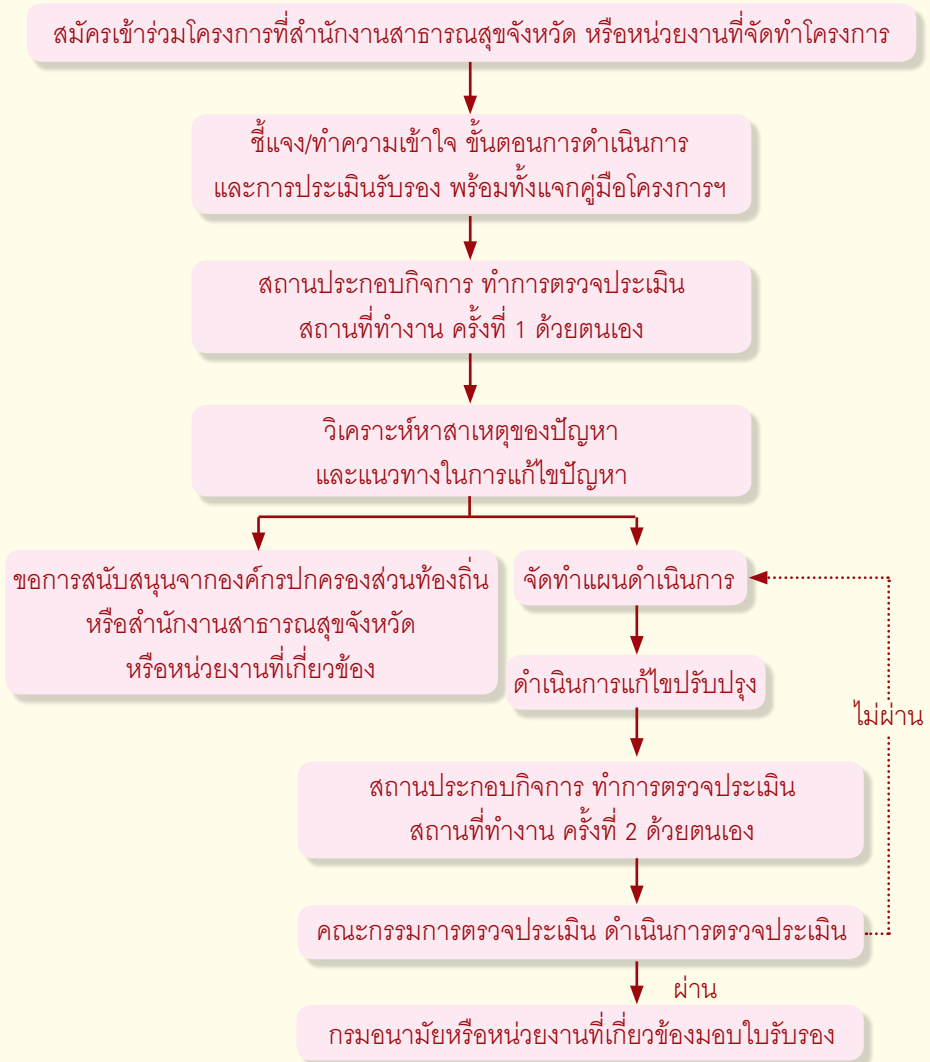 สมัครเข้าร่วมโครงการที่สำนักงานสาธารณสุขจังหวัด หรือหน่วยงานที่จัดทำโครงการ
ชี้แจง/ทำความเข้าใจ ขั้นตอนการดำเนินการ
และการประเมินรับรอง พร้อมทั้งแจกคู่มือโครงการฯ
สถานประกอบกิจการ ทำการตรวจประเมิน
สถานที่ทำงาน ครั้งที่ 1 ด้วยตนเอง
วิเคราะห์หาสาเหตุของปัญหา
และแนวทางในการแก้ไขปัญหา
ขอการสนับสนุนจากองค์กรปกครองส่วนท้องถิ่น
หรือสำนักงานสาธารณสุขจังหวัด
หรือหน่วยงานที่เกี่ยวข้อง
จัดทำแผนดำเนินการ
ดำเนินการแก้ไขปรับปรุง
ไม่ผ่าน
สถานประกอบกิจการ ทำการตรวจประเมิน
สถานที่ทำงาน ครั้งที่ 2 ด้วยตนเอง
คณะกรรมการตรวจประเมิน ดำเนินการตรวจประเมิน
ผ่าน
กรมอนามัยหรือหน่วยงานที่เกี่ยวข้องมอบใบรับรอง